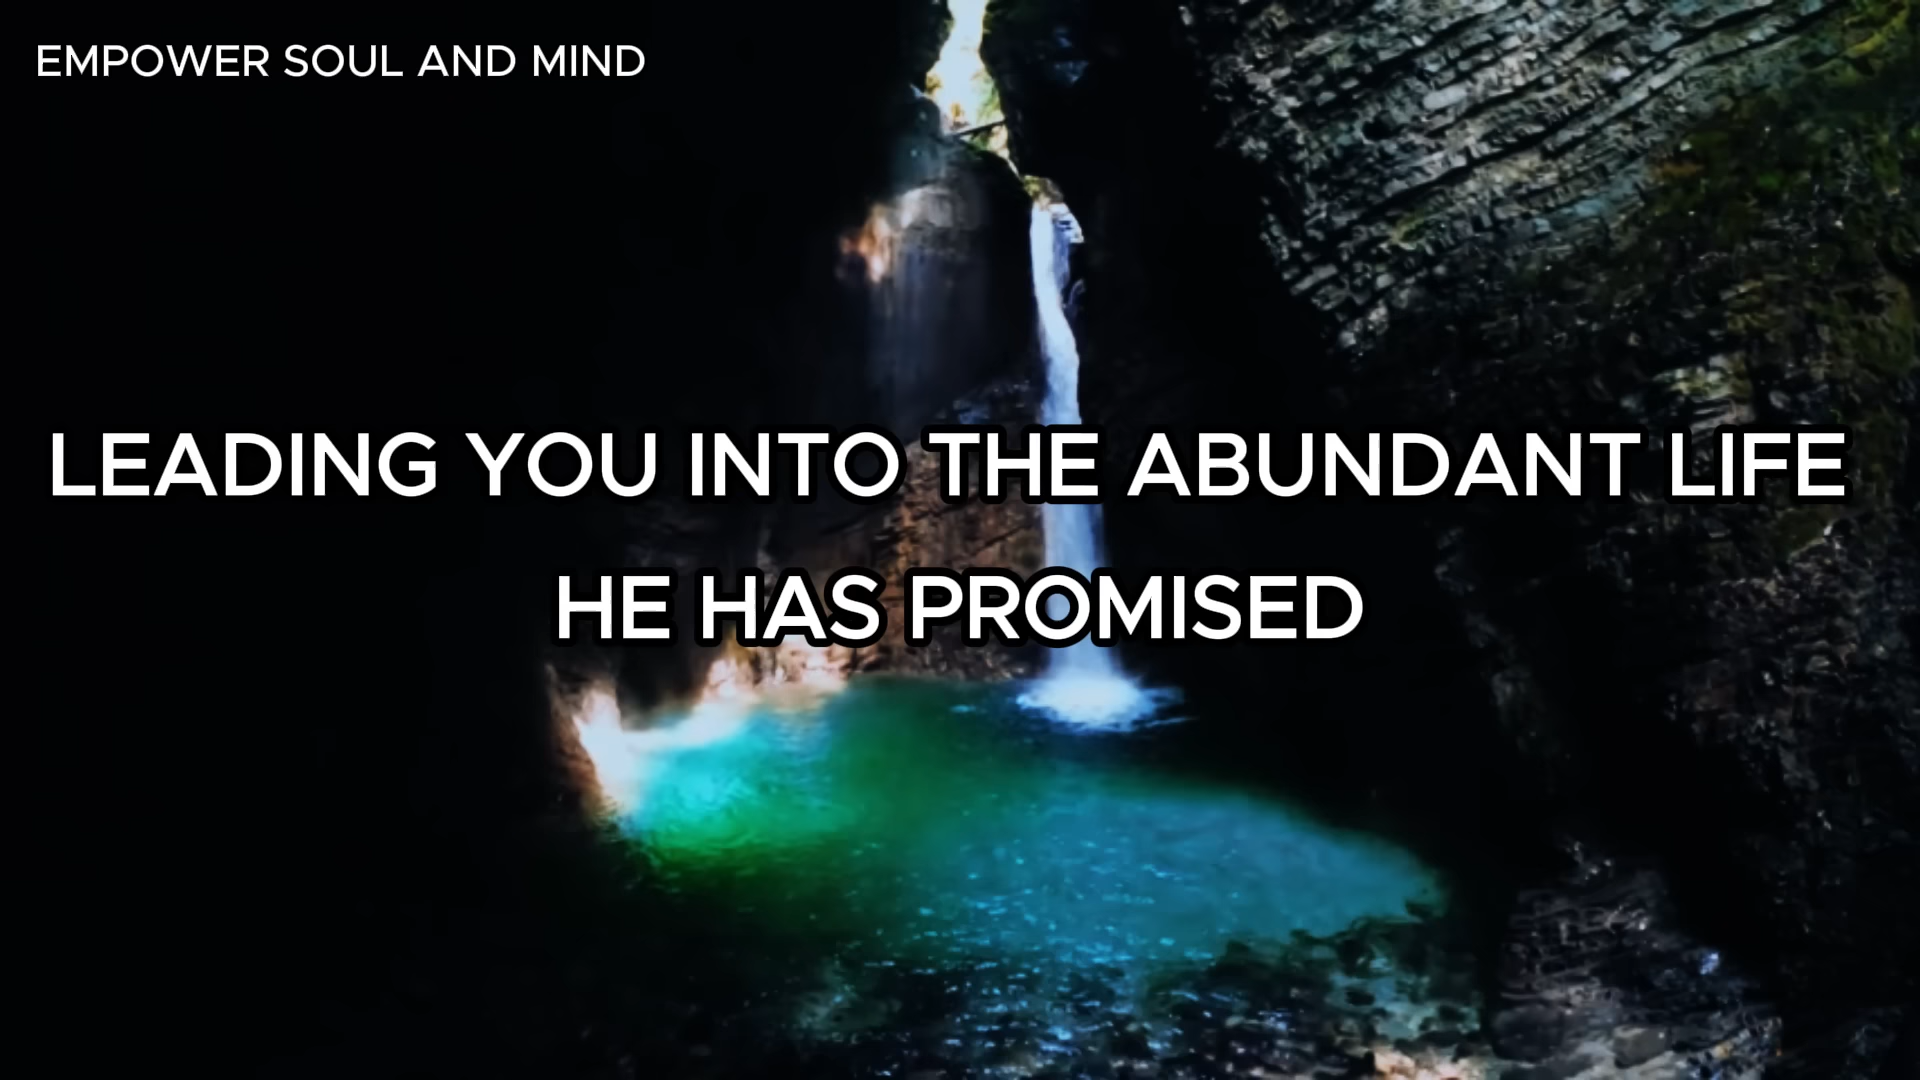 EMPOWER SOUL AND MIND
LEADING YOU INTO THE ABUNDANT LIFE
HE HAS PROMISED